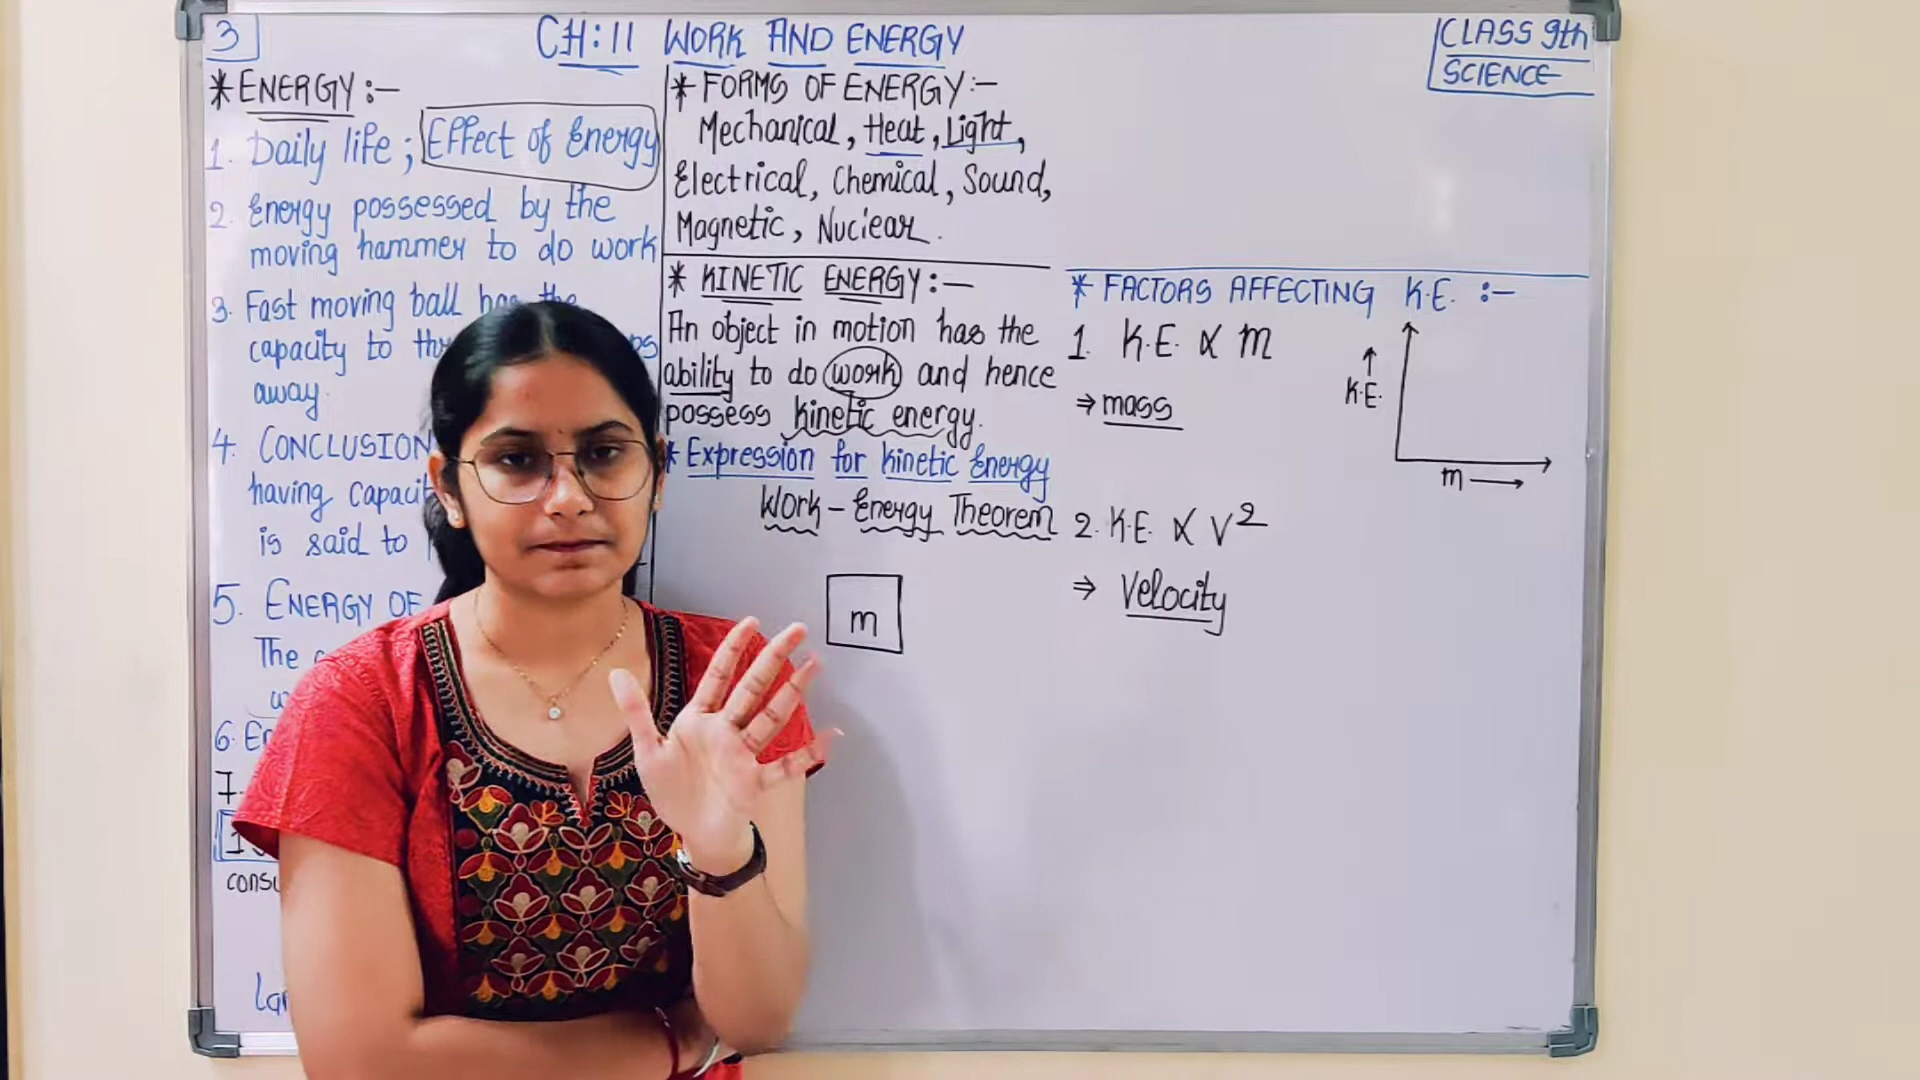 3
CH:11 WORK AND ENERGY
CLASS 9th
SCIENCE
* ENERGY:-
1. Daily life; Effect of Energy
2. Energy possessed by the
moving hammer to do work
3. Fast moving ball has the
capacity to
away.
4. CONCLUSION
having
is said to
5. ENERGY OF
The
6.
7.
* FORMS OF ENERGY:-
Mechanical, Heat, Light,
Electrical, Chemical, Sound,
Magnetic, Nuclear.
* KINETIC ENERGY:-
An object in motion has the
ability to do work and hence
possess kinetic energy.
* Expression for kinetic Energy
Work-Energy Theorem
m
* FACTORS AFFECTING K.E. :-
1. K.E. ∝ m
⇒ mass
K.E.
m
2. K.E. ∝ v²
⇒ Velocity